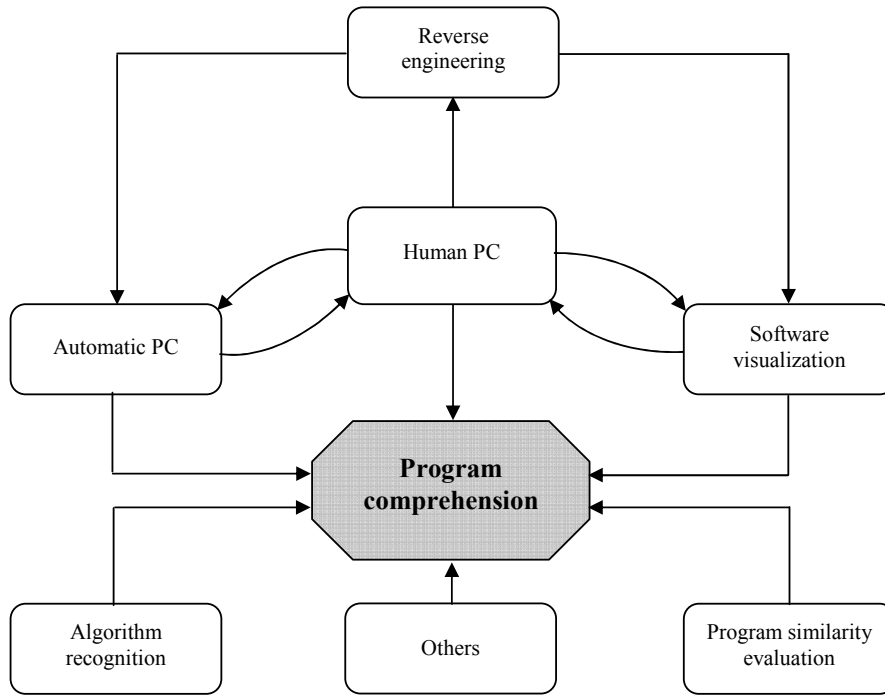 Reverse
engineering
Human PC
Automatic PC
Software
visualization
Program
comprehension
Algorithm
recognition
Others
Program similarity
evaluation